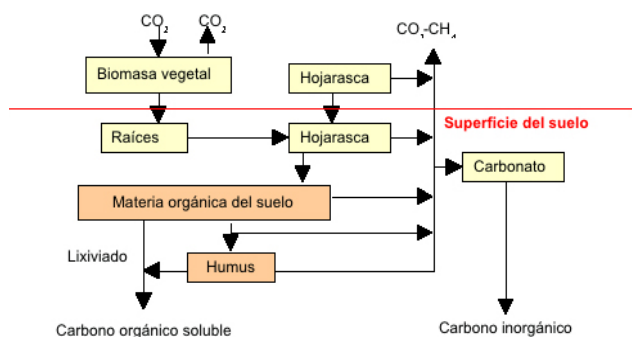 CO₂ CO₂ CO₂-CH₄
Biomasa vegetal
Hojarasca
Superficie del suelo
Raíces
Hojarasca
Carbonato
Materia orgánica del suelo
Lixiviado
Humus
Carbono orgánico soluble
Carbono inorgánico